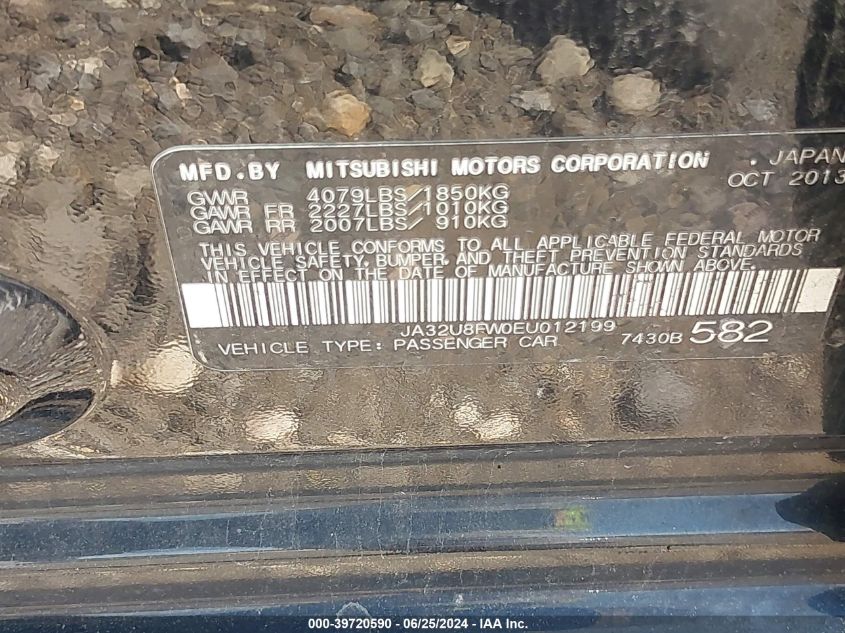 MFD.BY MITSUBISHI MOTORS CORPORATION . JAPAN
OCT 2013
GVWR 4079LBS/1850KG
GAWR FR 2227LBS/1010KG
GAWR RR 2007LBS/ 910KG
THIS VEHICLE CONFORMS TO ALL APPLICABLE FEDERAL MOTOR
VEHICLE SAFETY, BUMPER, AND THEFT PREVENTION STANDARDS
IN EFFECT ON THE DATE OF MANUFACTURE SHOWN ABOVE.
JA32U8FW0EU012199
VEHICLE TYPE: PASSENGER CAR 7430B 582
000-39720590 - 06/25/2024 - IAA, Inc.